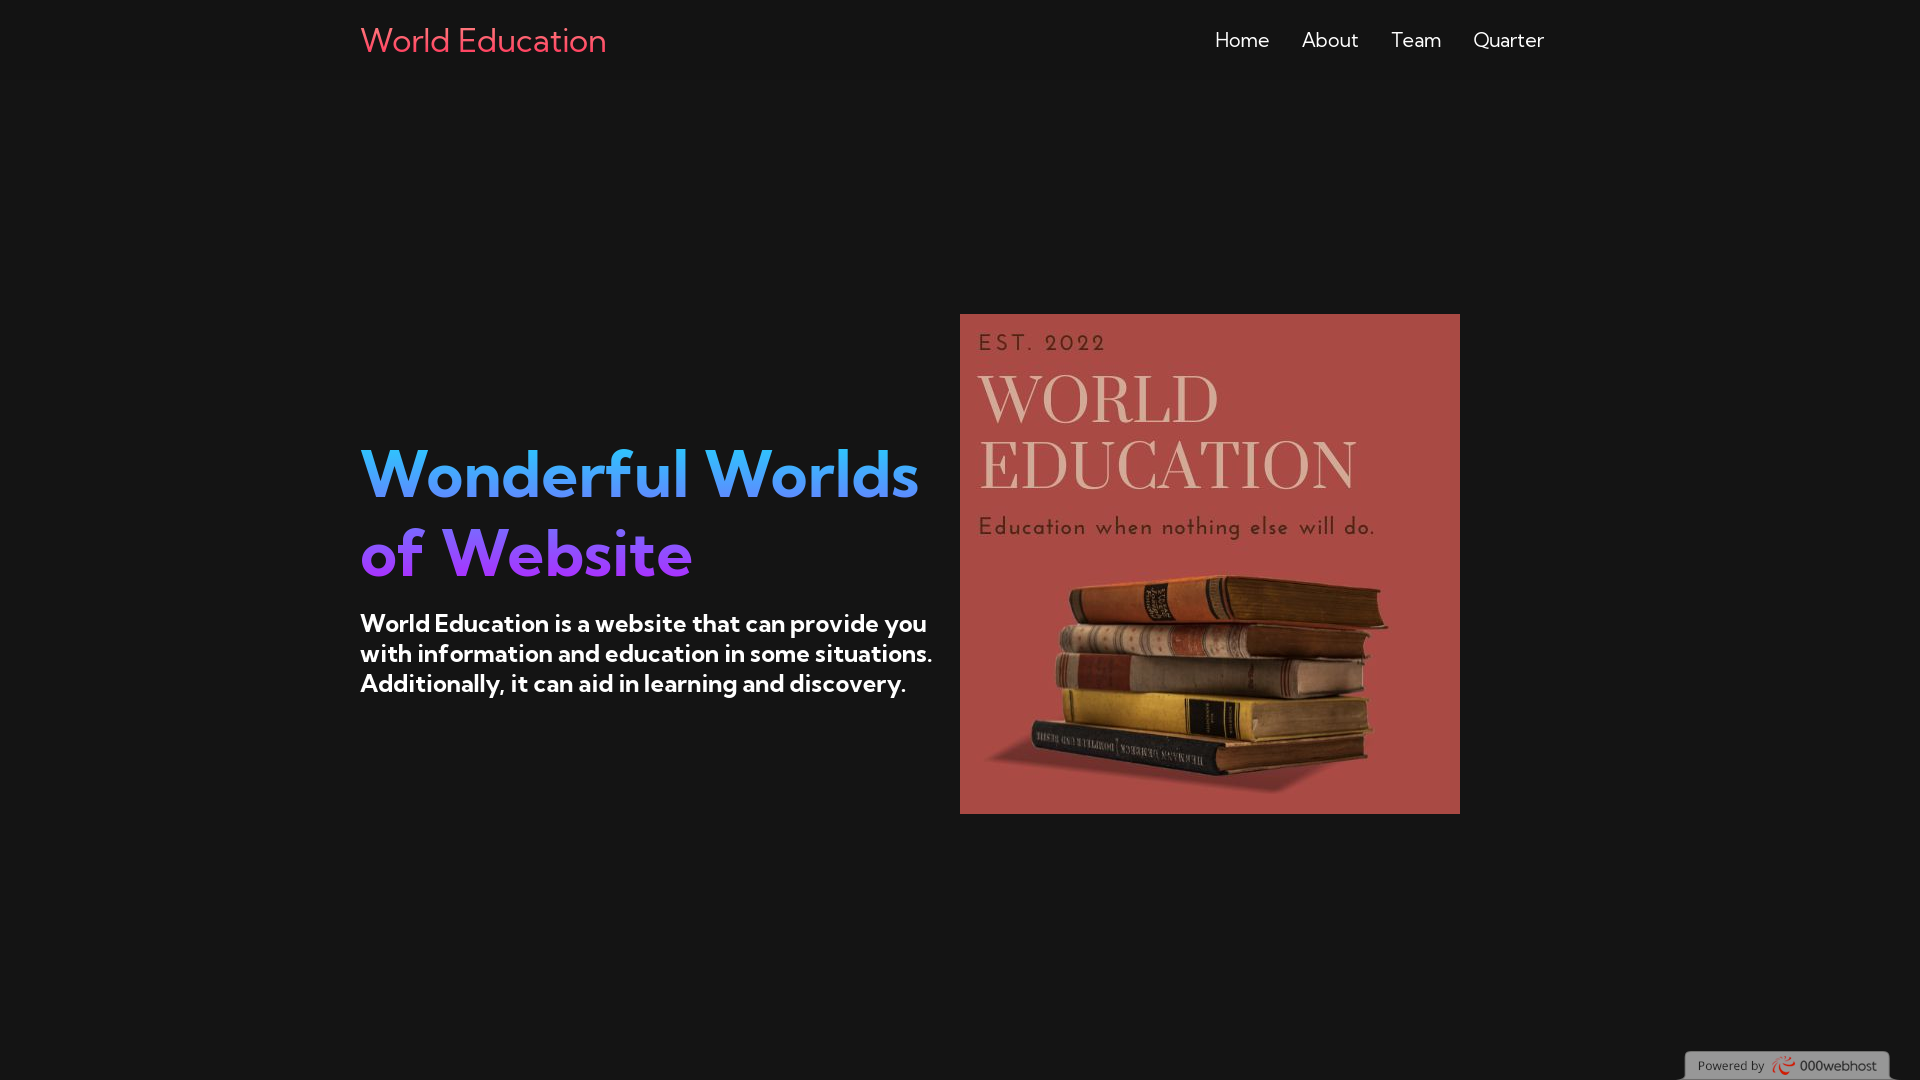 World Education
Home
About
Team
Quarter
EST. 2022
WORLD
EDUCATION
Education when nothing else will do.
Wonderful Worlds
of Website
World Education is a website that can provide you
with information and education in some situations.
Additionally, it can aid in learning and discovery.
Powered by 000webhost